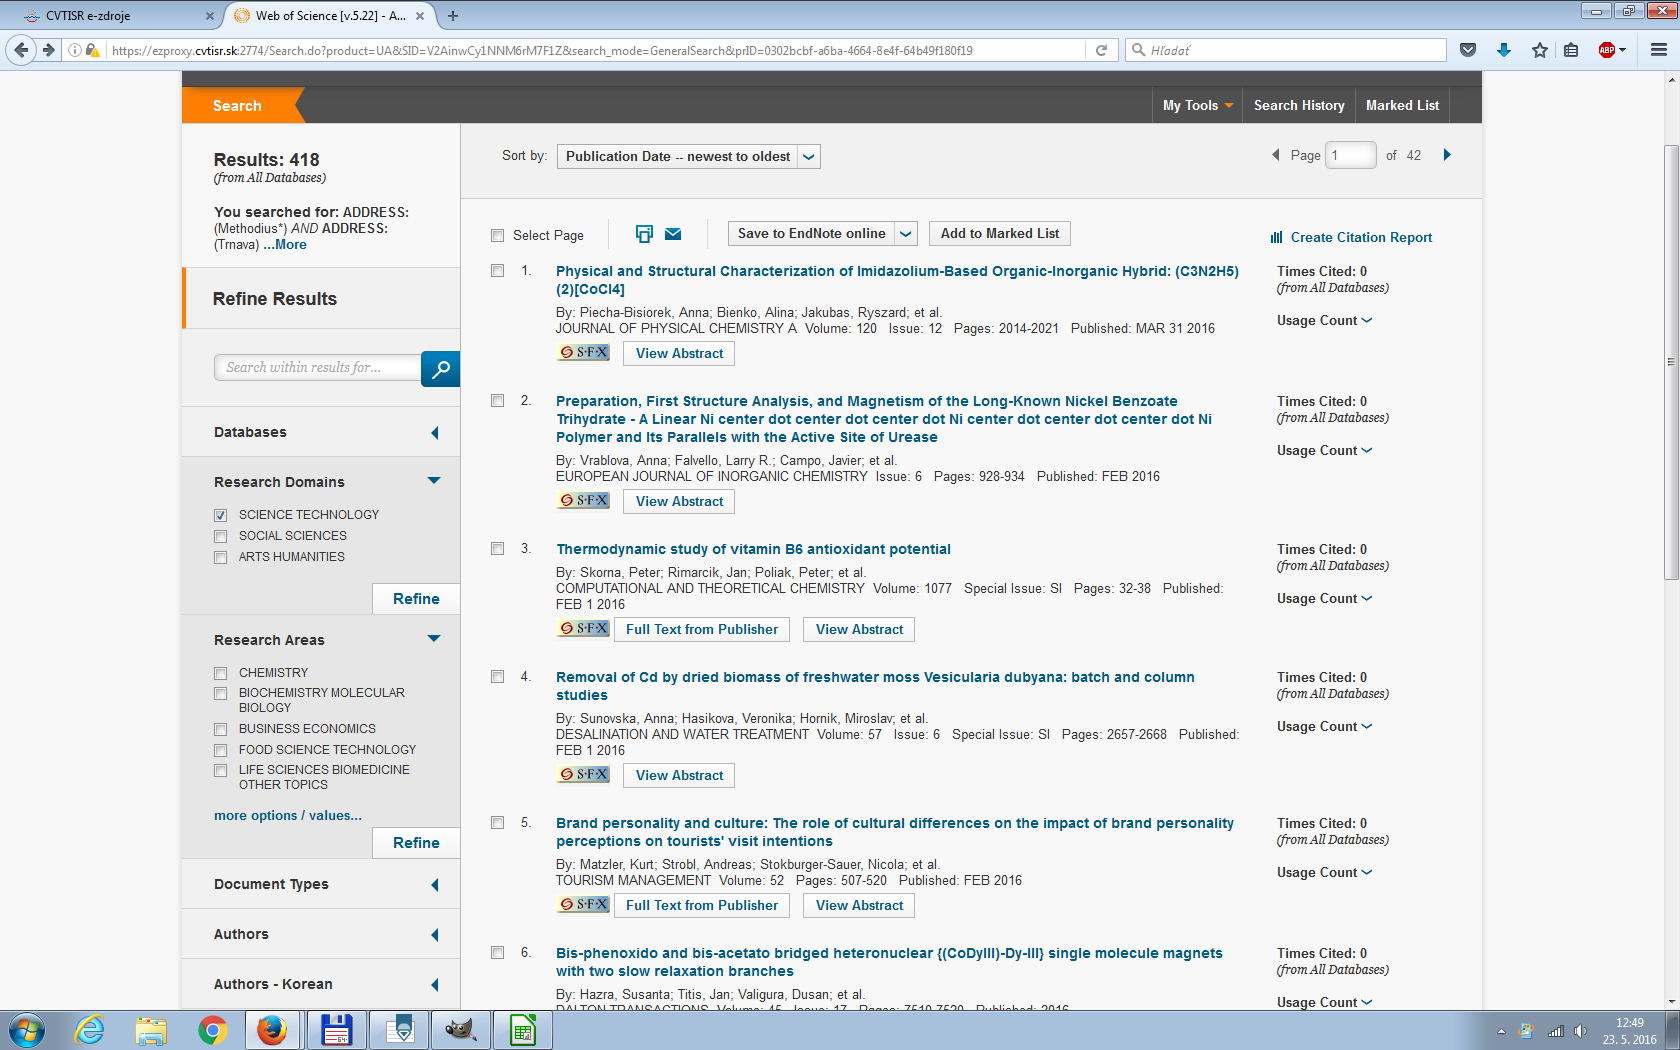 CVTISR e-zdroje
Web of Science [v.5.22] - A...
https://ezproxy.cvtisr.sk:2774/Search.do?product=UA&SID=V2AinwCy1NNM6rM7F1Z&search_mode=GeneralSearch&prID=0302bcbf-a6ba-4664-8e4f-64b49f180f19
Hľadať
ABP
Search
My Tools
Search History
Marked List
Results: 418
(from All Databases)
You searched for: ADDRESS:
(Methodius*) AND ADDRESS:
(Trnava) ...More
Refine Results
Search within results for...
Databases
Research Domains
SCIENCE TECHNOLOGY
SOCIAL SCIENCES
ARTS HUMANITIES
Refine
Research Areas
CHEMISTRY
BIOCHEMISTRY MOLECULAR
BIOLOGY
BUSINESS ECONOMICS
FOOD SCIENCE TECHNOLOGY
LIFE SCIENCES BIOMEDICINE
OTHER TOPICS
more options / values...
Refine
Document Types
Authors
Authors - Korean
Sort by: Publication Date -- newest to oldest
Page 1 of 42
Select Page
Save to EndNote online
Add to Marked List
Create Citation Report
1. Physical and Structural Characterization of Imidazolium-Based Organic-Inorganic Hybrid: (C3N2H5)
(2)[CoCl4]
By: Piecha-Bisiorek, Anna; Bienko, Alina; Jakubas, Ryszard; et al.
JOURNAL OF PHYSICAL CHEMISTRY A Volume: 120 Issue: 12 Pages: 2014-2021 Published: MAR 31 2016
S·F·X View Abstract
Times Cited: 0
(from All Databases)
Usage Count
2. Preparation, First Structure Analysis, and Magnetism of the Long-Known Nickel Benzoate
Trihydrate - A Linear Ni center dot center dot center dot Ni center dot center dot center dot Ni
Polymer and Its Parallels with the Active Site of Urease
By: Vrablova, Anna; Falvello, Larry R.; Campo, Javier; et al.
EUROPEAN JOURNAL OF INORGANIC CHEMISTRY Issue: 6 Pages: 928-934 Published: FEB 2016
S·F·X View Abstract
Times Cited: 0
(from All Databases)
Usage Count
3. Thermodynamic study of vitamin B6 antioxidant potential
By: Skorna, Peter; Rimarcik, Jan; Poliak, Peter; et al.
COMPUTATIONAL AND THEORETICAL CHEMISTRY Volume: 1077 Special Issue: SI Pages: 32-38 Published:
FEB 1 2016
S·F·X Full Text from Publisher View Abstract
Times Cited: 0
(from All Databases)
Usage Count
4. Removal of Cd by dried biomass of freshwater moss Vesicularia dubyana: batch and column
studies
By: Sunovska, Anna; Hasikova, Veronika; Hornik, Miroslav; et al.
DESALINATION AND WATER TREATMENT Volume: 57 Issue: 6 Special Issue: SI Pages: 2657-2668 Published:
FEB 1 2016
S·F·X View Abstract
Times Cited: 0
(from All Databases)
Usage Count
5. Brand personality and culture: The role of cultural differences on the impact of brand personality
perceptions on tourists' visit intentions
By: Matzler, Kurt; Strobl, Andreas; Stokburger-Sauer, Nicola; et al.
TOURISM MANAGEMENT Volume: 52 Pages: 507-520 Published: FEB 2016
S·F·X Full Text from Publisher View Abstract
Times Cited: 0
(from All Databases)
Usage Count
6. Bis-phenoxido and bis-acetato bridged heteronuclear {(CoDyIII)-Dy-III} single molecule magnets
with two slow relaxation branches
By: Hazra, Susanta; Titis, Jan; Valigura, Dusan; et al.
DALTON TRANSACTIONS Volume: 45 Issue: 17 Pages: 7510-7520 Published: 2016
Times Cited: 0
(from All Databases)
Usage Count
64
12:49
23. 5. 2016